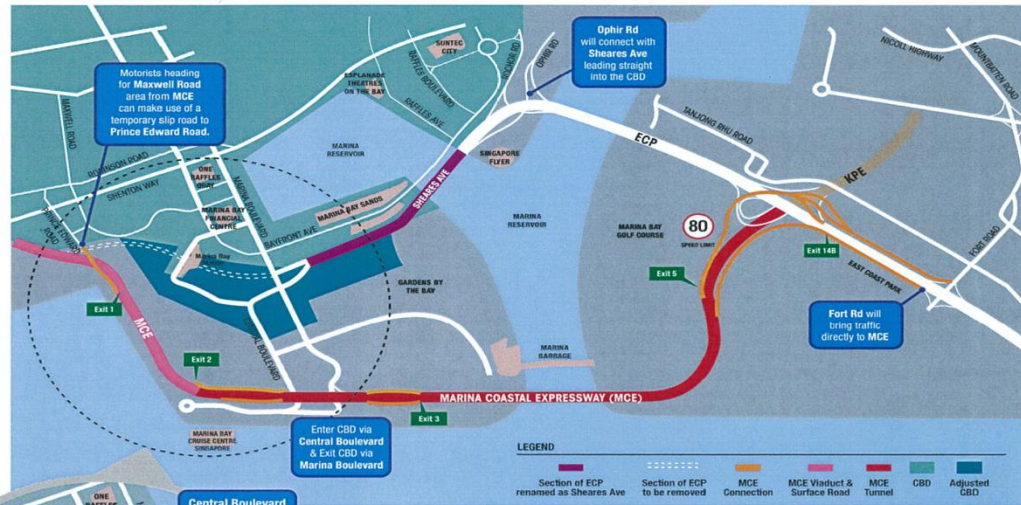 SUNTEC
CITY
ESPLANADE
THEATRES
ON THE BAY
RAFFLES BOULEVARD
RAFFLES AVE
ROCHOR RD
OPHIR RD
Ophir Rd
will connect with
Sheares Ave
leading straight
into the CBD
NICOLL HIGHWAY
MOUNTBATTEN ROAD
Motorists heading
for Maxwell Road
area from MCE
can make use of a
temporary slip road to
Prince Edward Road.
MAXWELL ROAD
ROBINSON ROAD
SHENTON WAY
PRINCE EDWARD
ROAD
ONE
RAFFLES
QUAY
MARINA BAY
FINANCIAL
CENTRE
MARINA BOULEVARD
MARINA
RESERVOIR
MARINA BAY SANDS
BAYFRONT AVE
SHEARES AVE
SINGAPORE
FLYER
MARINA
RESERVOIR
ECP
TANJONG RHU ROAD
KPE
MARINA BAY
GOLF COURSE
80
SPEED LIMIT
Exit 14B
EAST COAST PARK
FORT ROAD
Exit 5
Fort Rd will
bring traffic
directly to MCE
Marina Bay
GARDENS BY
THE BAY
Exit 1
MCE
Exit 2
MARINA
BARRAGE
MARINA COASTAL EXPRESSWAY (MCE)
Exit 3
MARINA BAY
CRUISE CENTRE
SINGAPORE
Enter CBD via
Central Boulevard
& Exit CBD via
Marina Boulevard
LEGEND
Section of ECP
renamed as Sheares Ave
Section of ECP
to be removed
MCE
Connection
MCE Viaduct &
Surface Road
MCE
Tunnel
CBD
Adjusted
CBD
ONE
Central Boulevard